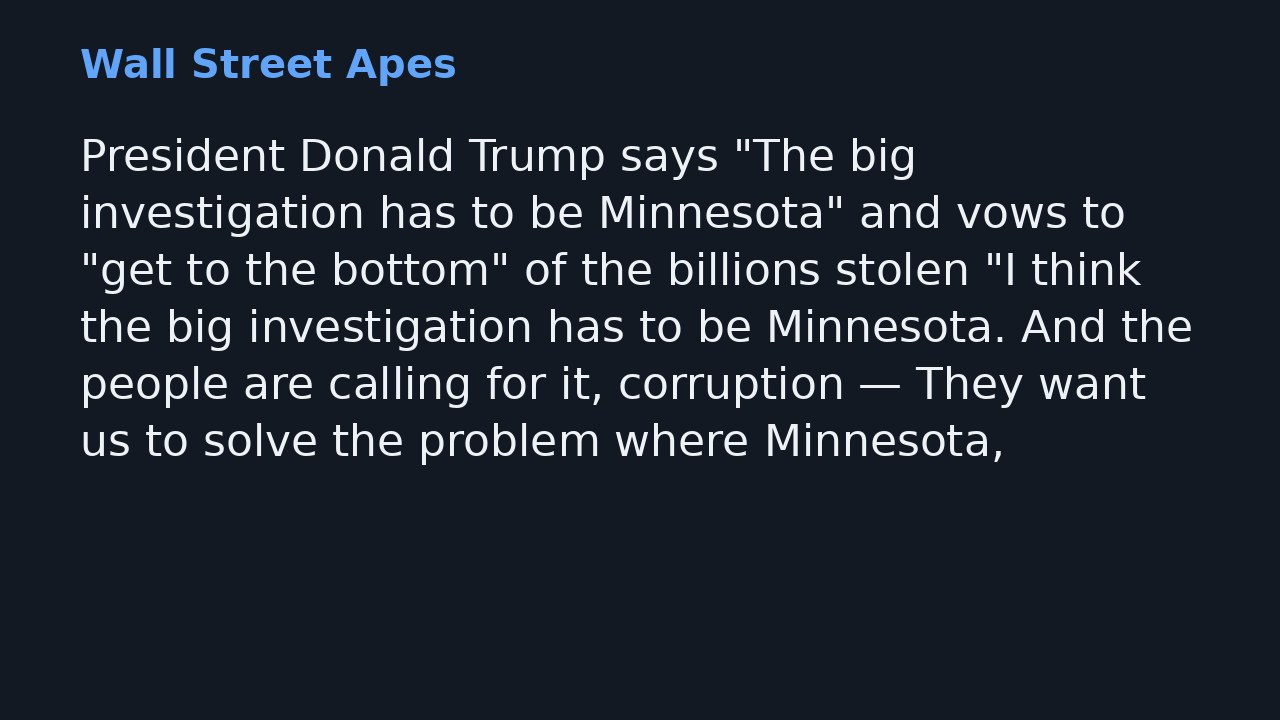 Wall Street Apes
President Donald Trump says "The big
investigation has to be Minnesota" and vows to
"get to the bottom" of the billions stolen "I think
the big investigation has to be Minnesota. And the
people are calling for it, corruption — They want
us to solve the problem where Minnesota,